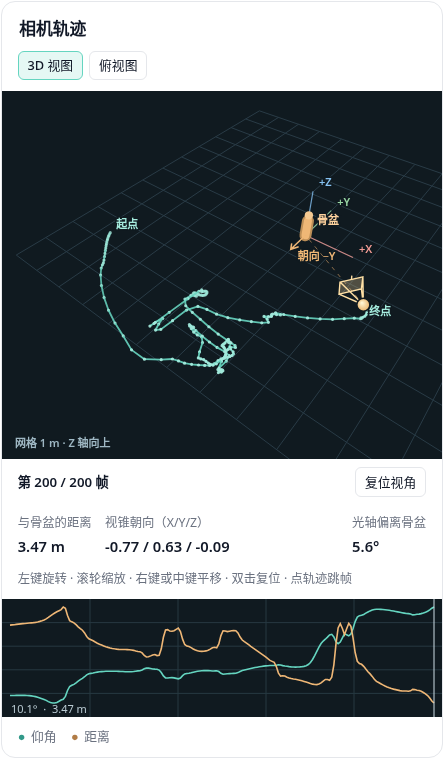 相机轨迹
3D 视图
俯视图
+Z
+Y
起点
骨盆
+X
朝向 −Y
终点
网格 1 m · Z 轴向上
第 200 / 200 帧
复位视角
与骨盆的距离
视锥朝向（X/Y/Z）
光轴偏离骨盆
3.47 m
-0.77 / 0.63 / -0.09
5.6°
左键旋转 · 滚轮缩放 · 右键或中键平移 · 双击复位 · 点轨迹跳帧
10.1° · 3.47 m
仰角
距离